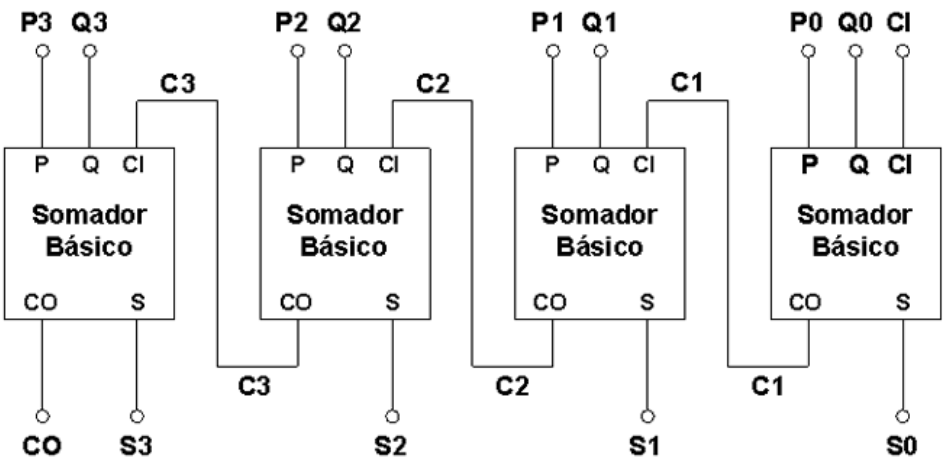 P3 Q3 P2 Q2 P1 Q1 P0 Q0 CI
C3 C2 C1
P Q CI P Q CI P Q CI P Q CI
Somador Somador Somador Somador
Básico Básico Básico Básico
CO S CO S CO S CO S
C3 C2 C1
CO S3 S2 S1 S0